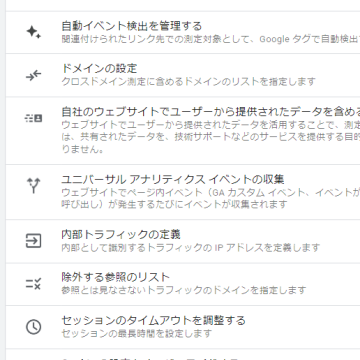 自動イベント検出を管理する
関連付けられたリンク先での測定対象として、Google タグで自動検出
ドメインの設定
クロスドメイン測定に含めるドメインのリストを指定します
自社のウェブサイトでユーザーから提供されたデータを含め
ウェブサイトでユーザーから提供されたデータを活用することで、測
は、共有されたデータを、技術サポートなどのサービスを提供する目
りません。
ユニバーサル アナリティクス イベントの収集
ウェブサイトでページ内イベント（GA カスタム イベント、イベント
呼び出し）が発生するたびにイベントが収集されます
内部トラフィックの定義
内部として識別するトラフィックの IP アドレスを定義します
除外する参照のリスト
参照とは見なさないトラフィックのドメインを指定します
セッションのタイムアウトを調整する
セッションの最長時間を設定します